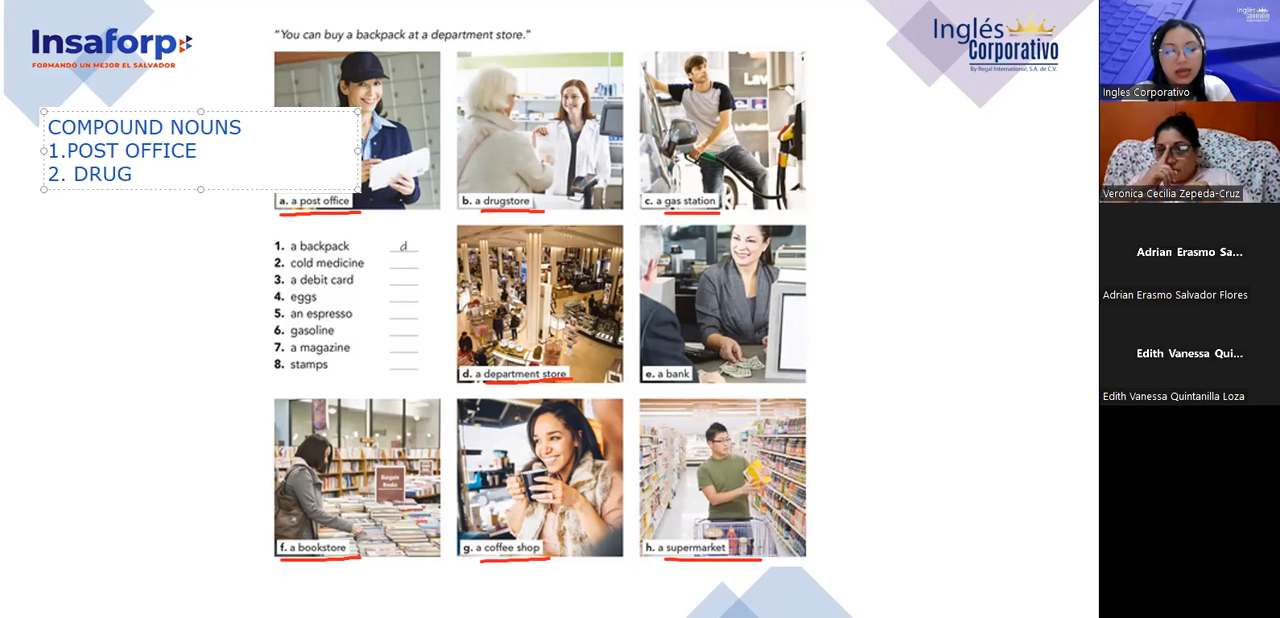 Insaforp
FORMANDO UN MEJOR EL SALVADOR
"You can buy a backpack at a department store."
Inglés
Corporativo
By Regal International, S.A. de C.V.
COMPOUND NOUNS
1.POST OFFICE
2. DRUG
a. a post office
b. a drugstore
c. a gas station
1. a backpack d
2. cold medicine
3. a debit card
4. eggs
5. an espresso
6. gasoline
7. a magazine
8. stamps
d. a department store
e. a bank
Bargain
Books
f. a bookstore
g. a coffee shop
h. a supermarket
Ingles Corporativo
Veronica Cecilia Zepeda-Cruz
Adrian Erasmo Sa...
Adrian Erasmo Salvador Flores
Edith Vanessa Qui...
Edith Vanessa Quintanilla Loza